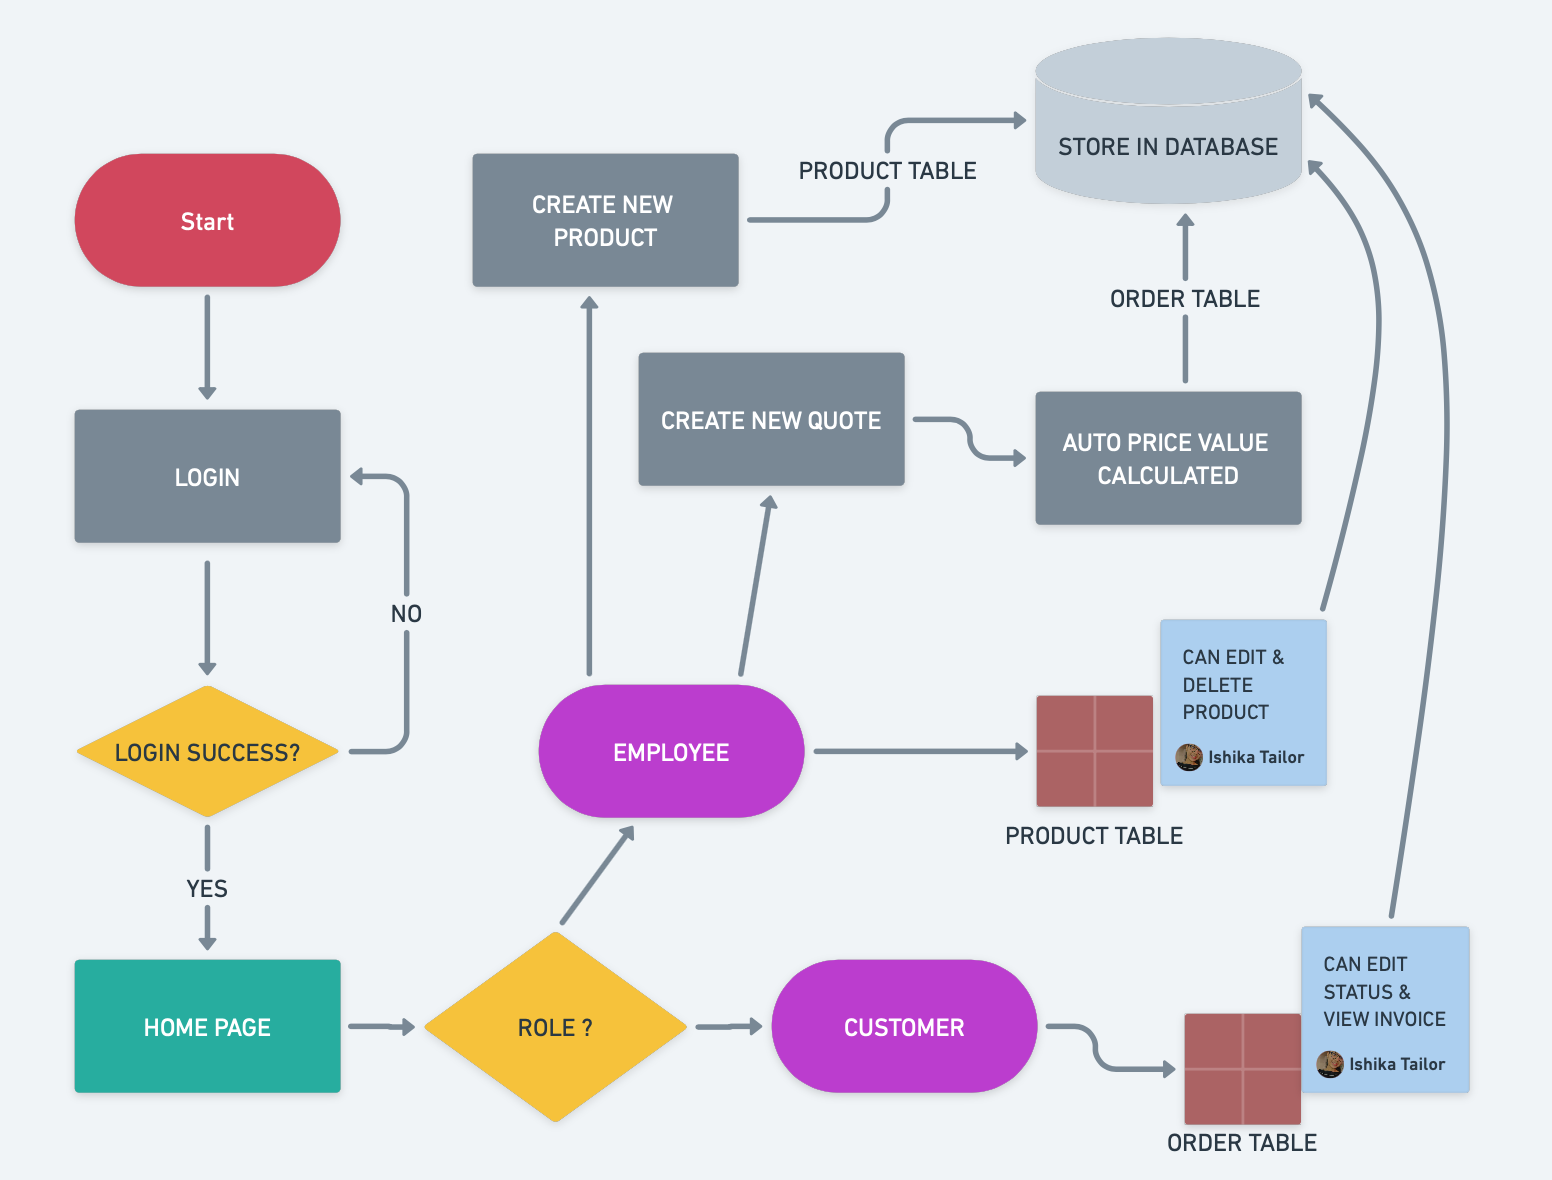 STORE IN DATABASE
PRODUCT TABLE
CREATE NEW
PRODUCT
Start
ORDER TABLE
CREATE NEW QUOTE
AUTO PRICE VALUE
CALCULATED
LOGIN
NO
CAN EDIT &
DELETE
PRODUCT
Ishika Tailor
LOGIN SUCCESS?
EMPLOYEE
PRODUCT TABLE
YES
HOME PAGE
ROLE ?
CUSTOMER
CAN EDIT
STATUS &
VIEW INVOICE
Ishika Tailor
ORDER TABLE